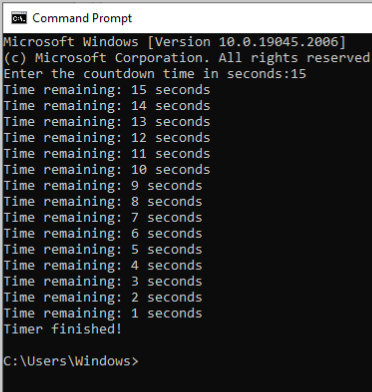 Command Prompt
Microsoft Windows [Version 10.0.19045.2006]
(c) Microsoft Corporation. All rights reserved
Enter the countdown time in seconds:15
Time remaining: 15 seconds
Time remaining: 14 seconds
Time remaining: 13 seconds
Time remaining: 12 seconds
Time remaining: 11 seconds
Time remaining: 10 seconds
Time remaining: 9 seconds
Time remaining: 8 seconds
Time remaining: 7 seconds
Time remaining: 6 seconds
Time remaining: 5 seconds
Time remaining: 4 seconds
Time remaining: 3 seconds
Time remaining: 2 seconds
Time remaining: 1 seconds
Timer finished!
C:\Users\Windows>